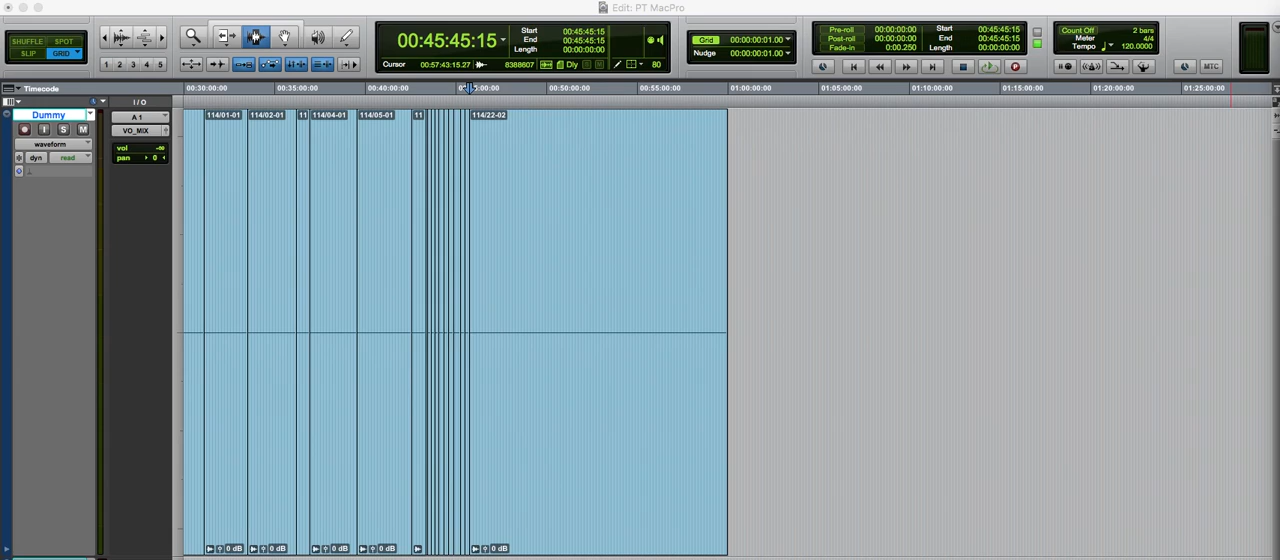 Edit: PT MacPro
SHUFFLE SPOT
SLIP GRID
1 2 3 4 5
00:45:45:15
Start 00:45:45:15
End 00:45:45:15
Length 00:00:00:00
Cursor 00:57:43:15.27 8388607 Dly S M 80
Grid 00:00:00:01.00
Nudge 00:00:00:01.00
Pre-roll 00:00:00:00
Post-roll 00:00:00:00
Fade-in 0:00.250
Start 00:45:45:15
End 00:45:45:15
Length 00:00:00:00
Count Off 2 bars
Meter 4/4
Tempo 120.0000
MTC
Timecode 00:30:00:00 00:35:00:00 00:40:00:00 00:50:00:00 00:55:00:00 01:00:00:00 01:05:00:00 01:10:00:00 01:15:00:00 01:20:00:00 01:25:00:00
I / O
Dummy
A 1
114/01-01 114/02-01 11 114/04-01 114/05-01 11 114/22-02
I S M
VO_MIX
waveform
vol -∞
dyn read
pan 0
0 dB 0 dB 0 dB 0 dB 0 dB